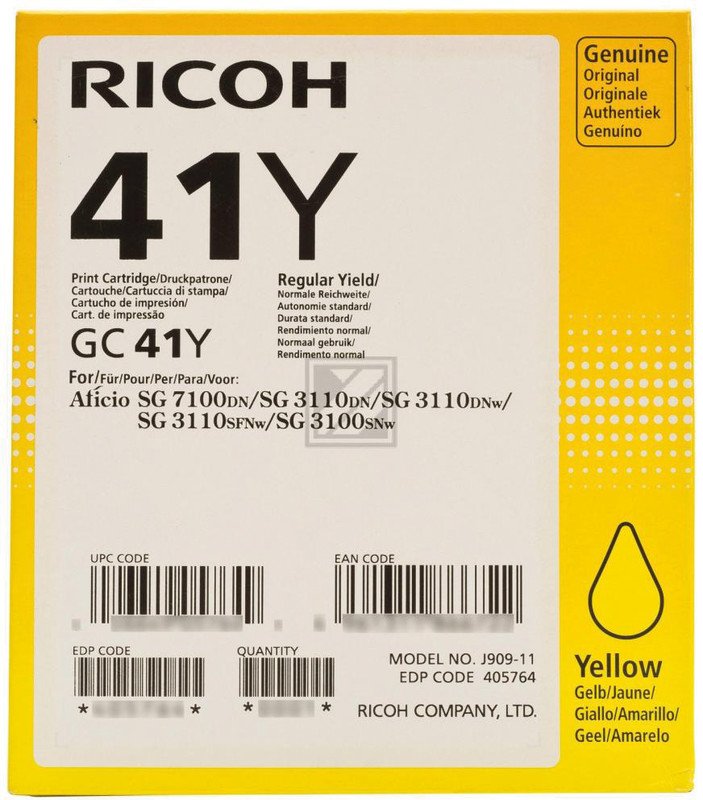 RICOH
41Y
Print Cartridge/Druckpatrone/
Cartouche/Cartuccia di stampa/
Cartucho de impresión/
Cart. de impressão
GC 41Y
Regular Yield/
Normale Reichweite/
Autonomie standard/
Durata standard/
Rendimiento normal/
Normaal gebruik/
Rendimento normal
For/Für/Pour/Per/Para/Voor:
Aficio SG 7100DN/SG 3110DN/SG 3110DNw/
SG 3110SFNw/SG 3100SNw
UPC CODE
EAN CODE
EDP CODE
QUANTITY
MODEL NO. J909-11
EDP CODE 405764
RICOH COMPANY, LTD.
Genuine
Original
Originale
Authentiek
Genuíno
Yellow
Gelb/Jaune/
Giallo/Amarillo/
Geel/Amarelo